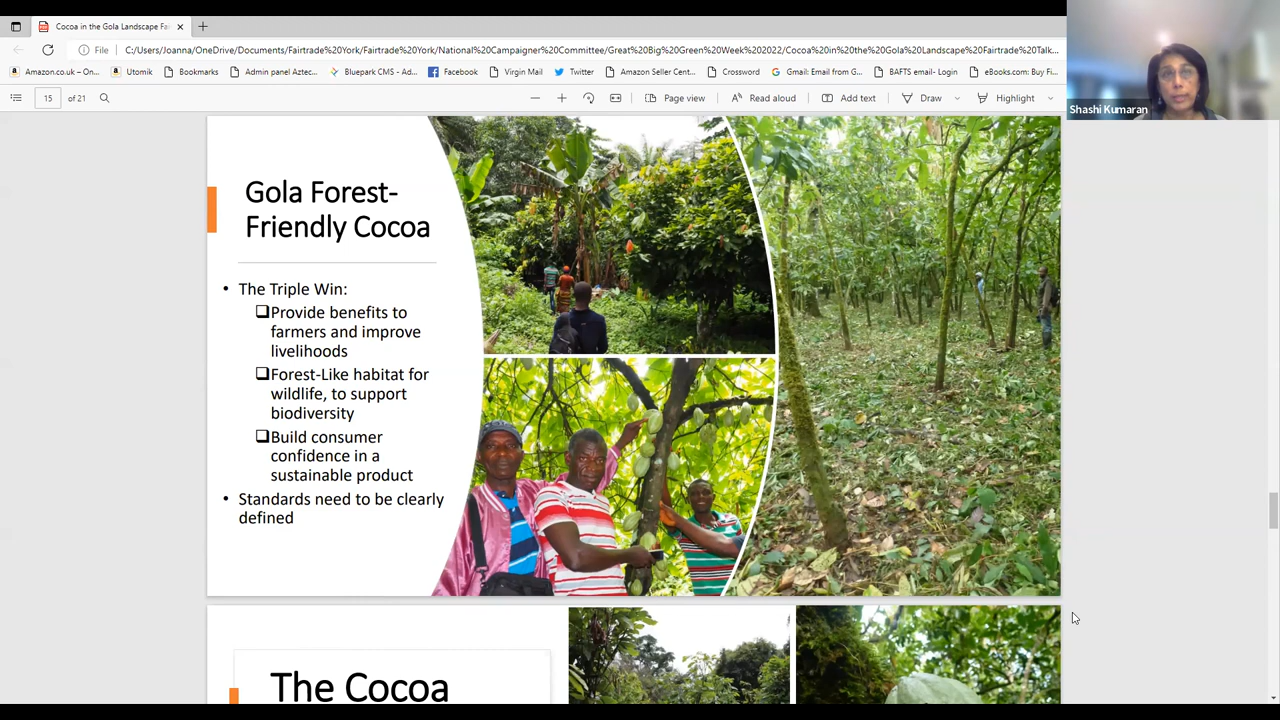 Cocoa in the Gola Landscape Fai
File
C:/Users/Joanna/OneDrive/Documents/Fairtrade%20York/Fairtrade%20York/National%20Campaigner%20Committee/Great%20Big%20Green%20Week%202022/Cocoa%20in%20the%20Gola%20Landscape%20Fairtrade%20Talk...
Amazon.co.uk – On...
Utomik
Bookmarks
Admin panel Aztec...
Bluepark CMS - Ad...
Facebook
Virgin Mail
Twitter
Amazon Seller Cent...
Crossword
Gmail: Email from G...
BAFTS email- Login
eBooks.com: Buy Fi...
15 of 21
Page view
Read aloud
Add text
Draw
Highlight
Shashi Kumaran
Gola Forest-
Friendly Cocoa
• The Triple Win:
❑Provide benefits to
farmers and improve
livelihoods
❑Forest-Like habitat for
wildlife, to support
biodiversity
❑Build consumer
confidence in a
sustainable product
• Standards need to be clearly
defined
The Cocoa